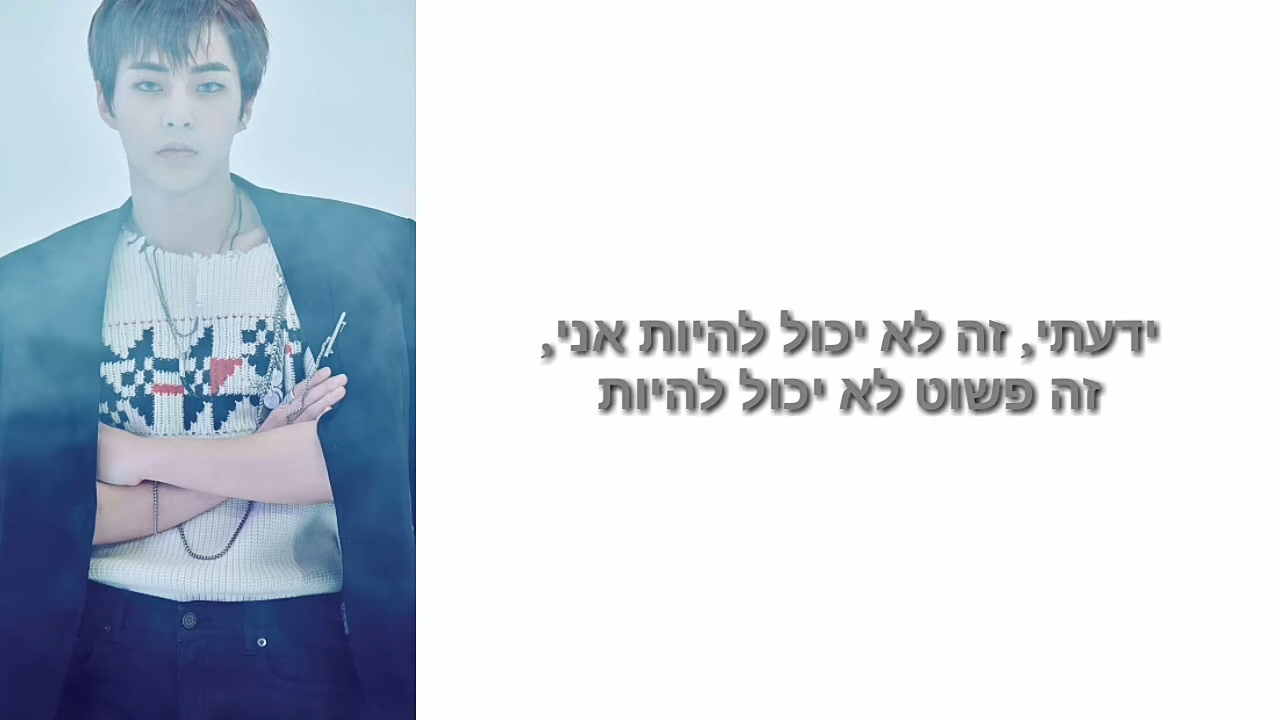 ידעתי, זה לא יכול להיות אני,
זה פשוט לא יכול להיות